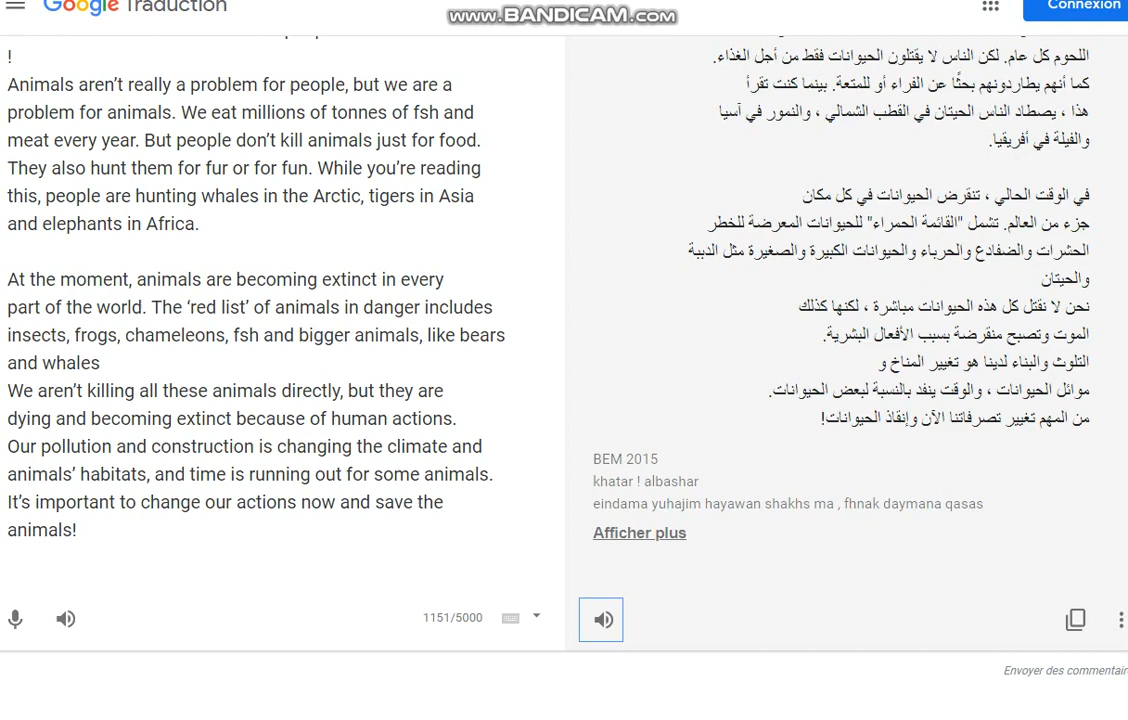 Google Traduction
www.BANDICAM.com
Connexion
!
Animals aren’t really a problem for people, but we are a
problem for animals. We eat millions of tonnes of fsh and
meat every year. But people don’t kill animals just for food.
They also hunt them for fur or for fun. While you’re reading
this, people are hunting whales in the Arctic, tigers in Asia
and elephants in Africa.
At the moment, animals are becoming extinct in every
part of the world. The ‘red list’ of animals in danger includes
insects, frogs, chameleons, fsh and bigger animals, like bears
and whales
We aren’t killing all these animals directly, but they are
dying and becoming extinct because of human actions.
Our pollution and construction is changing the climate and
animals’ habitats, and time is running out for some animals.
It’s important to change our actions now and save the
animals!
1151/5000
اللحوم كل عام. لكن الناس لا يقتلون الحيوانات فقط من أجل الغذاء.
كما أنهم يطاردونهم بحثًا عن الفراء أو للمتعة. بينما كنت تقرأ
هذا ، يصطاد الناس الحيتان في القطب الشمالي ، والنمور في آسيا
والفيلة في أفريقيا.
في الوقت الحالي ، تنقرض الحيوانات في كل مكان
جزء من العالم. تشمل "القائمة الحمراء" للحيوانات المعرضة للخطر
الحشرات والضفادع والحرباء والحيوانات الكبيرة والصغيرة مثل الدببة
والحيتان
نحن لا نقتل كل هذه الحيوانات مباشرة ، لكنها كذلك
الموت وتصبح منقرضة بسبب الأفعال البشرية.
التلوث والبناء لدينا هو تغيير المناخ و
موائل الحيوانات ، والوقت ينفد بالنسبة لبعض الحيوانات.
من المهم تغيير تصرفاتنا الآن وإنقاذ الحيوانات!
BEM 2015
khatar ! albashar
eindama yuhajim hayawan shakhs ma , fhnak daymana qasas
Afficher plus
Envoyer des commentair